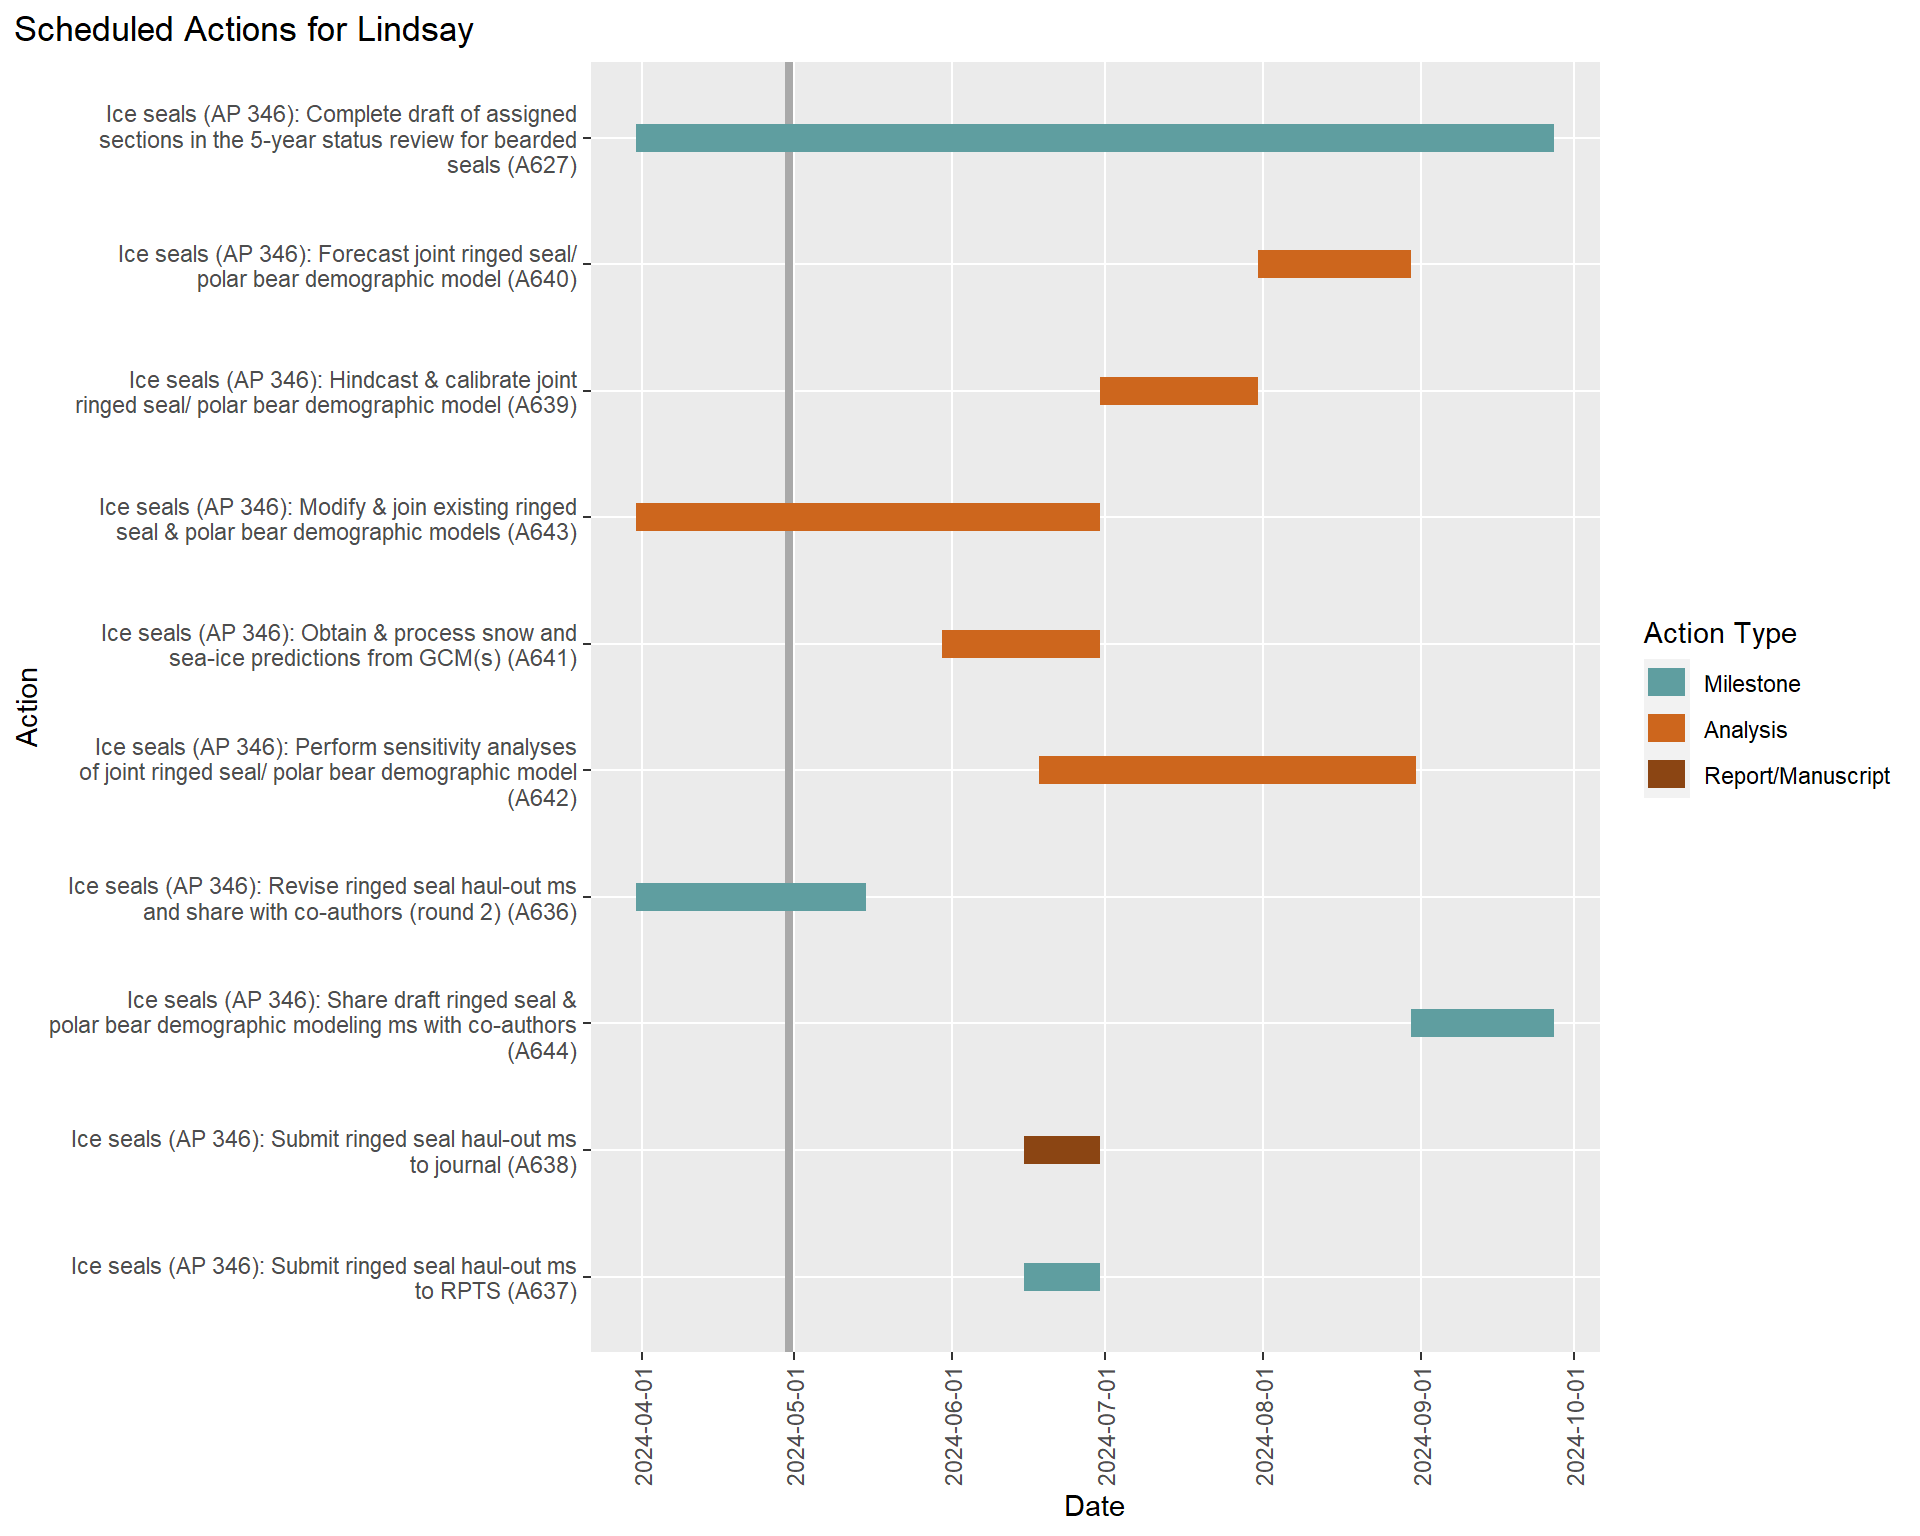 Scheduled Actions for Lindsay
Ice seals (AP 346): Complete draft of assigned
sections in the 5-year status review for bearded
seals (A627)
Ice seals (AP 346): Forecast joint ringed seal/
polar bear demographic model (A640)
Ice seals (AP 346): Hindcast & calibrate joint
ringed seal/ polar bear demographic model (A639)
Ice seals (AP 346): Modify & join existing ringed
seal & polar bear demographic models (A643)
Ice seals (AP 346): Obtain & process snow and
sea-ice predictions from GCM(s) (A641)
Ice seals (AP 346): Perform sensitivity analyses
of joint ringed seal/ polar bear demographic model
(A642)
Ice seals (AP 346): Revise ringed seal haul-out ms
and share with co-authors (round 2) (A636)
Ice seals (AP 346): Share draft ringed seal &
polar bear demographic modeling ms with co-authors
(A644)
Ice seals (AP 346): Submit ringed seal haul-out ms
to journal (A638)
Ice seals (AP 346): Submit ringed seal haul-out ms
to RPTS (A637)
Action
2024-04-01
2024-05-01
2024-06-01
2024-07-01
2024-08-01
2024-09-01
2024-10-01
Date
Action Type
Milestone
Analysis
Report/Manuscript